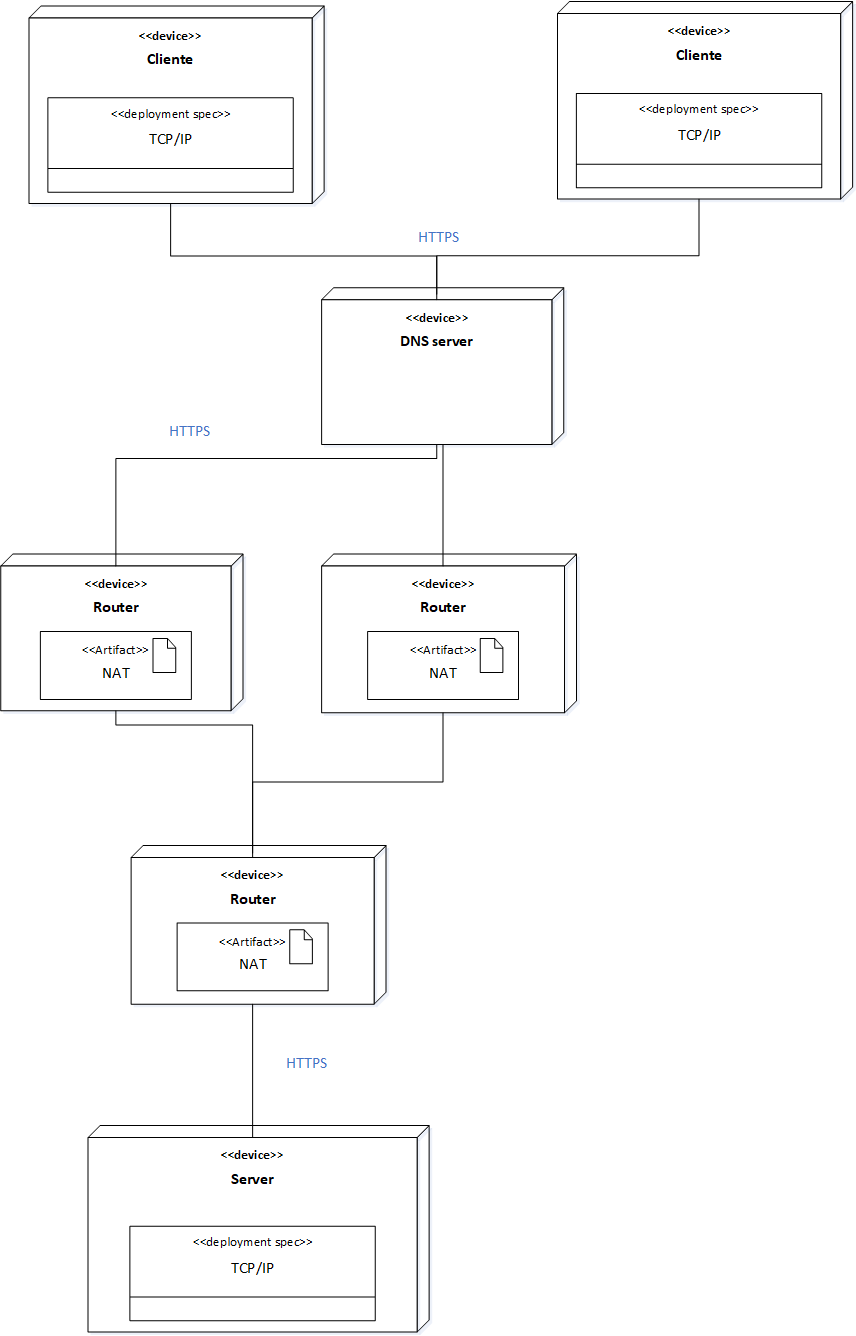 <<device>>
Cliente
<<deployment spec>>
TCP/IP
<<device>>
Cliente
<<deployment spec>>
TCP/IP
HTTPS
<<device>>
DNS server
HTTPS
<<device>>
Router
<<Artifact>>
NAT
<<device>>
Router
<<Artifact>>
NAT
<<device>>
Router
<<Artifact>>
NAT
HTTPS
<<device>>
Server
<<deployment spec>>
TCP/IP